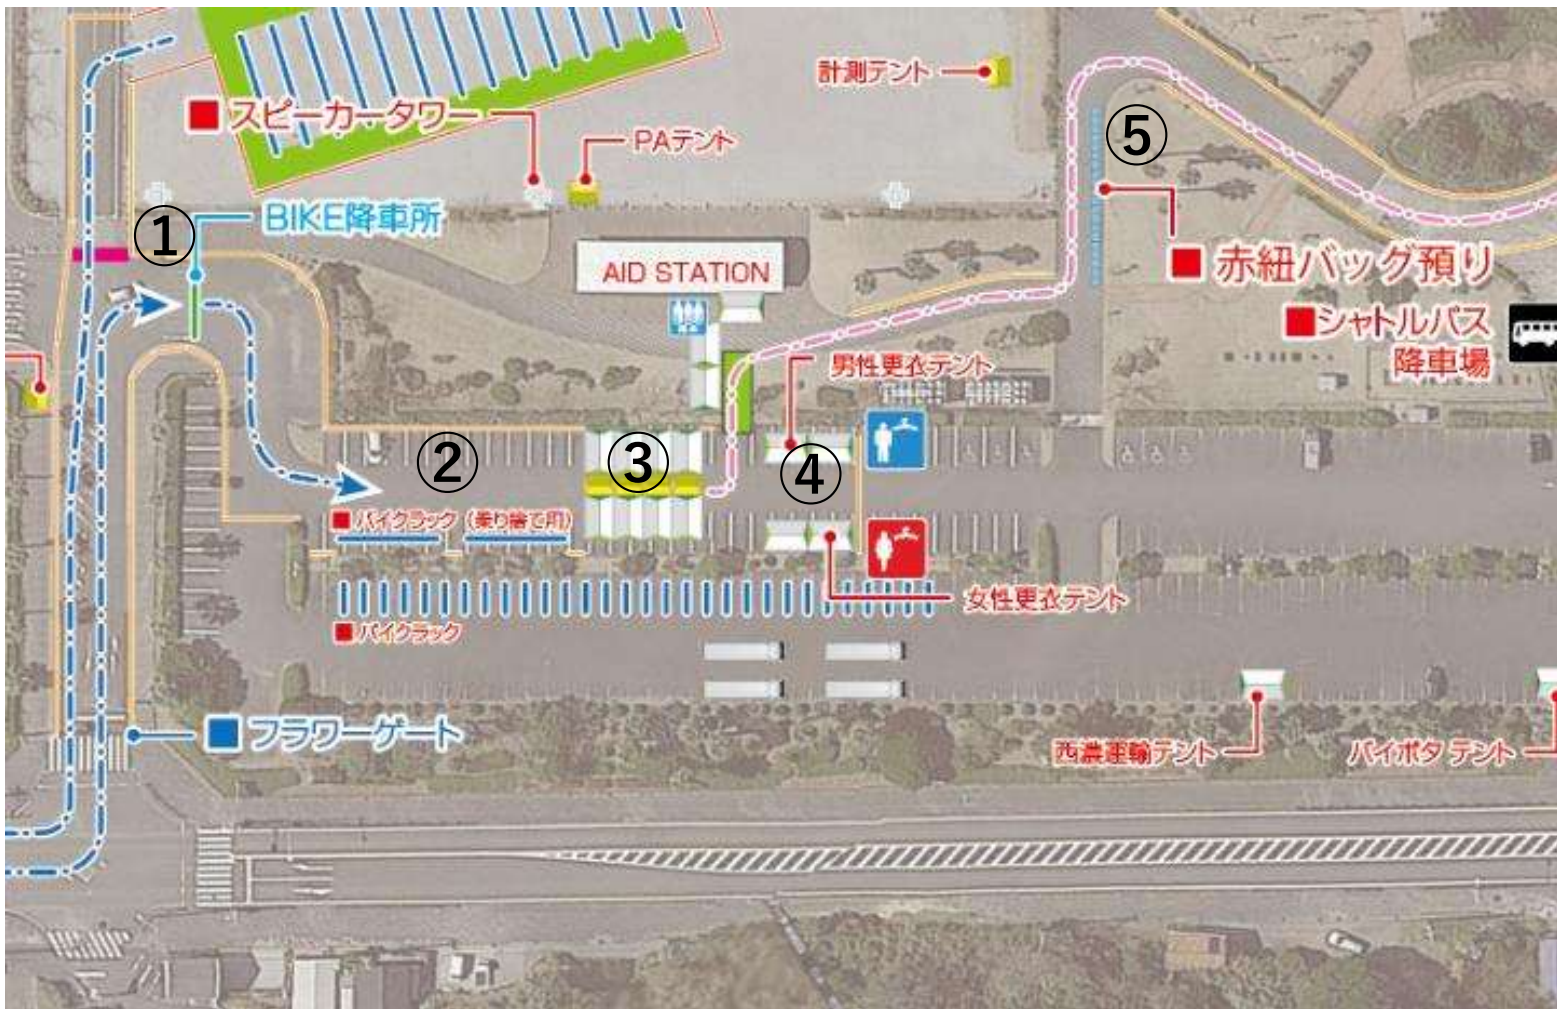 計測テント
■ スピーカータワー
PAテント
⑤
①
BIKE降車所
AID STATION
■ 赤紐バッグ預り
■シャトルバス
降車場
男性更衣テント
②
③
④
■バイクラック (乗り捨て用)
女性更衣テント
■バイクラック
■ フラワーゲート
西濃運輸テント
バイポタ テント